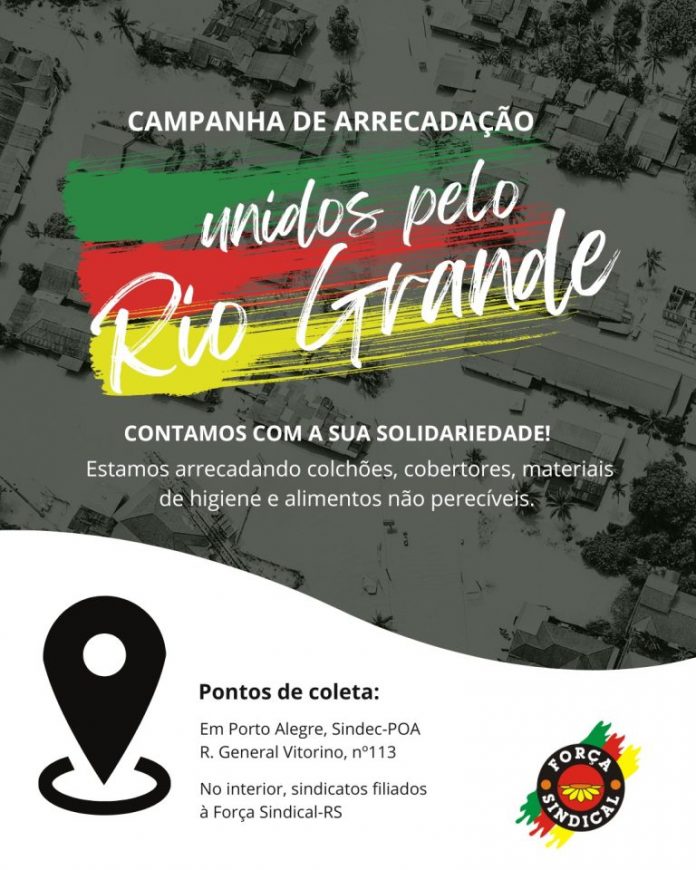 CAMPANHA DE ARRECADAÇÃO
unidos pelo
Rio Grande
CONTAMOS COM A SUA SOLIDARIEDADE!
Estamos arrecadando colchões, cobertores, materiais
de higiene e alimentos não perecíveis.
Pontos de coleta:
Em Porto Alegre, Sindec-POA
R. General Vitorino, nº113
No interior, sindicatos filiados
à Força Sindical-RS
FORÇA
SINDICAL